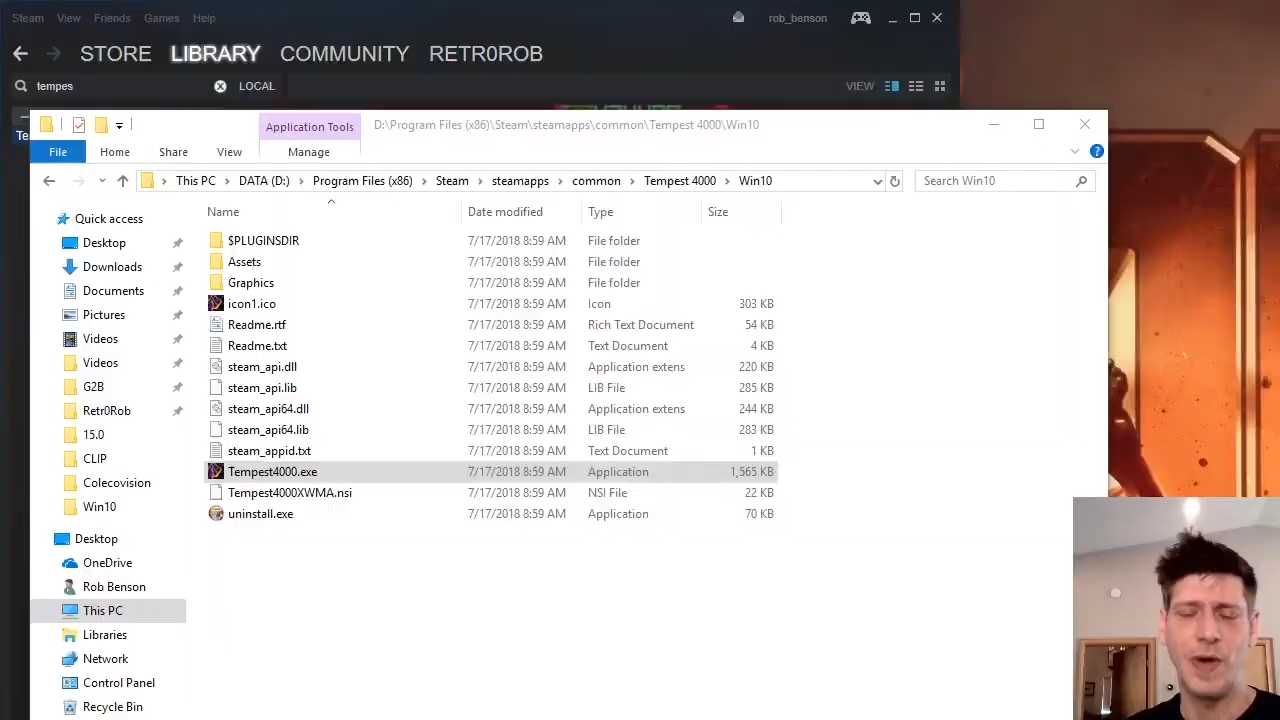 Steam View Friends Games Help
rob_benson
STORE LIBRARY COMMUNITY RETR0ROB
tempes LOCAL VIEW
Te
Application Tools D:\Program Files (x86)\Steam\steamapps\common\Tempest 4000\Win10
File Home Share View Manage
This PC DATA (D:) Program Files (x86) Steam steamapps common Tempest 4000 Win10 Search Win10
Name Date modified Type Size
Quick access
Desktop
Downloads
Documents
Pictures
Videos
Videos
G2B
Retr0Rob
15.0
CLIP
Colecovision
Win10
Desktop
OneDrive
Rob Benson
This PC
Libraries
Network
Control Panel
Recycle Bin
$PLUGINSDIR 7/17/2018 8:59 AM File folder
Assets 7/17/2018 8:59 AM File folder
Graphics 7/17/2018 8:59 AM File folder
icon1.ico 7/17/2018 8:59 AM Icon 303 KB
Readme.rtf 7/17/2018 8:59 AM Rich Text Document 54 KB
Readme.txt 7/17/2018 8:59 AM Text Document 4 KB
steam_api.dll 7/17/2018 8:59 AM Application extens 220 KB
steam_api.lib 7/17/2018 8:59 AM LIB File 285 KB
steam_api64.dll 7/17/2018 8:59 AM Application extens 244 KB
steam_api64.lib 7/17/2018 8:59 AM LIB File 283 KB
steam_appid.txt 7/17/2018 8:59 AM Text Document 1 KB
Tempest4000.exe 7/17/2018 8:59 AM Application 1,565 KB
Tempest4000XWMA.nsi 7/17/2018 8:59 AM NSI File 22 KB
uninstall.exe 7/17/2018 8:59 AM Application 70 KB